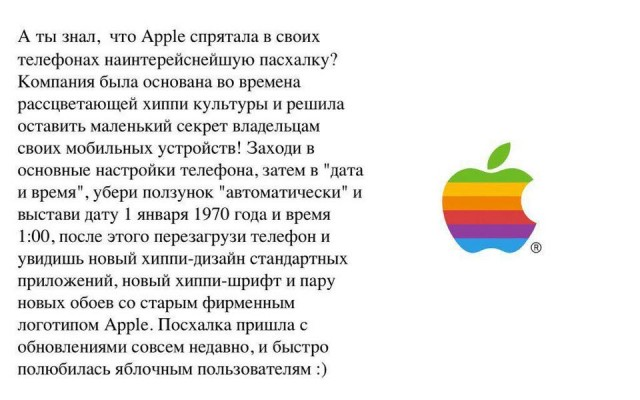 А ты знал,  что Apple спрятала в своих
телефонах наинтерейснейшую пасхалку?
Компания была основана во времена
рассцветающей хиппи культуры и решила
оставить маленький секрет владельцам
своих мобильных устройств! Заходи в
основные настройки телефона, затем в "дата
и время", убери ползунок "автоматически" и
выстави дату 1 января 1970 года и время
1:00, после этого перезагрузи телефон и
увидишь новый хиппи-дизайн стандартных
приложений, новый хиппи-шрифт и пару
новых обоев со старым фирменным
логотипом Apple. Посхалка пришла с
обновлениями совсем недавно, и быстро
полюбилась яблочным пользователям :)
®